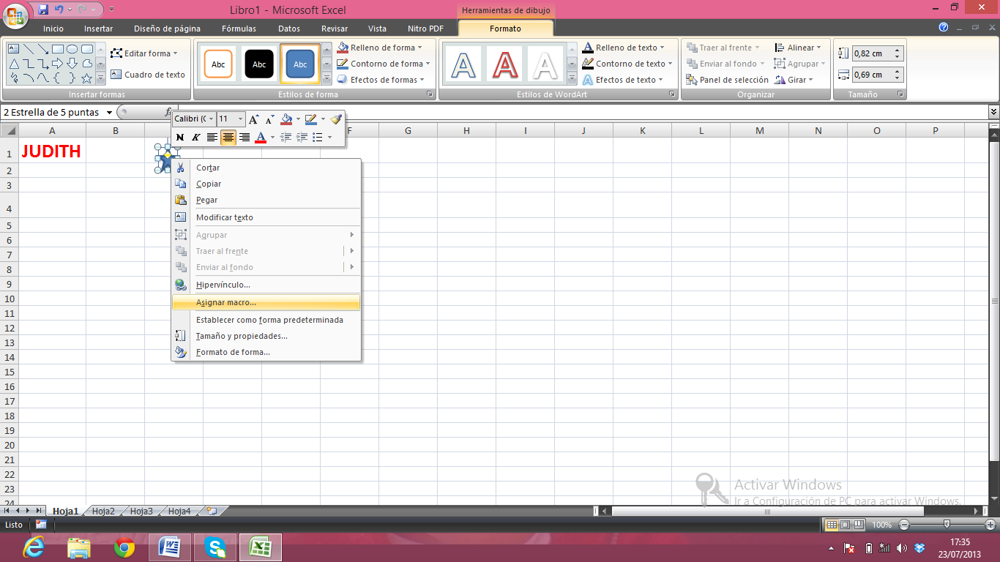 Libro1 - Microsoft Excel
Herramientas de dibujo
Inicio Insertar Diseño de página Fórmulas Datos Revisar Vista Nitro PDF Formato
Editar forma
Cuadro de texto
Insertar formas
Abc Abc Abc
Relleno de forma
Contorno de forma
Efectos de formas
Estilos de forma
A A A
Relleno de texto
Contorno de texto
Efectos de texto
Estilos de WordArt
Traer al frente
Enviar al fondo
Panel de selección
Alinear
Agrupar
Girar
Organizar
0,82 cm
0,69 cm
Tamaño
2 Estrella de 5 puntas
Calibri (C 11
N K
A B F G H I J K L M N O P
1 JUDITH
2
3
4
5
6
7
8
9
10
11
12
13
14
15
16
17
18
19
20
21
22
23
24
Cortar
Copiar
Pegar
Modificar texto
Agrupar
Traer al frente
Enviar al fondo
Hipervínculo...
Asignar macro...
Establecer como forma predeterminada
Tamaño y propiedades...
Formato de forma...
Activar Windows
Ir a Configuración de PC para activar Windows.
Hoja1 Hoja2 Hoja3 Hoja4
Listo
100%
17:35
23/07/2013